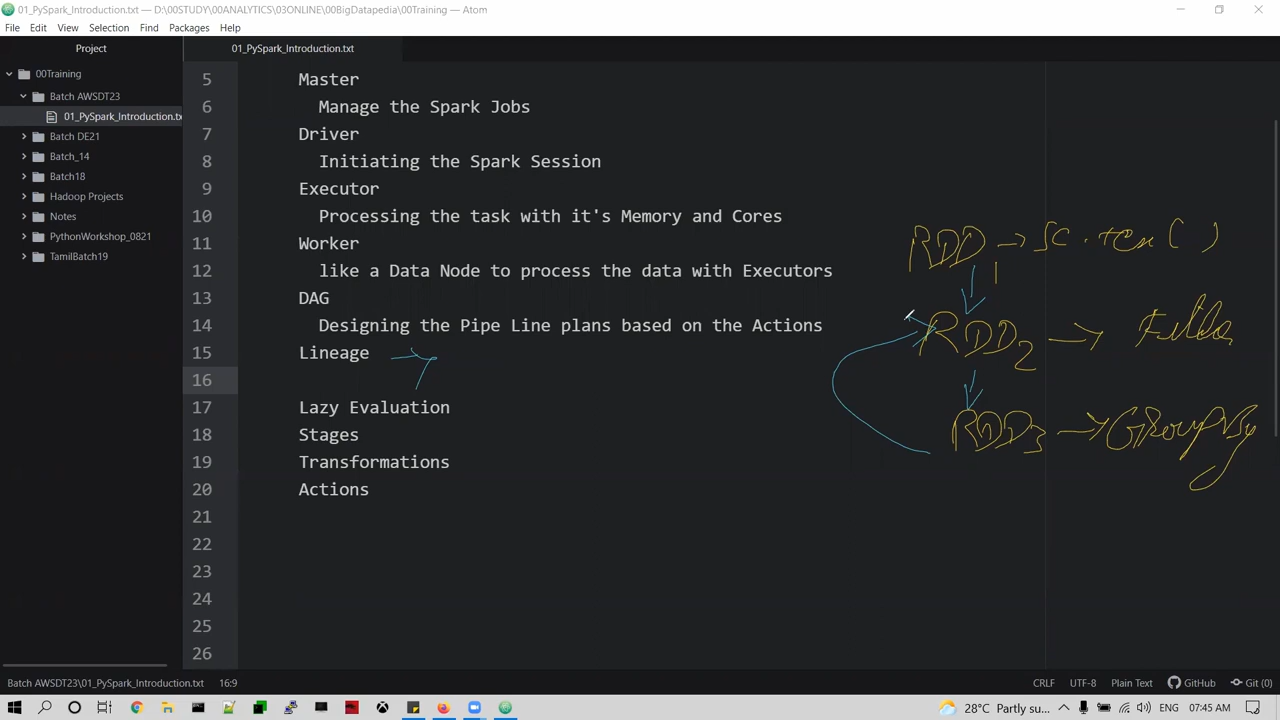 01_PySpark_Introduction.txt — D:\00STUDY\00ANALYTICS\03ONLINE\00BigDatapedia\00Training — Atom
File Edit View Selection Find Packages Help
Project
01_PySpark_Introduction.txt
00Training
Batch AWSDT23
01_PySpark_Introduction.tx
Batch DE21
Batch_14
Batch18
Hadoop Projects
Notes
PythonWorkshop_0821
TamilBatch19
5 Master
6 Manage the Spark Jobs
7 Driver
8 Initiating the Spark Session
9 Executor
10 Processing the task with it's Memory and Cores
11 Worker
12 like a Data Node to process the data with Executors
13 DAG
14 Designing the Pipe Line plans based on the Actions
15 Lineage
16
17 Lazy Evaluation
18 Stages
19 Transformations
20 Actions
21
22
23
24
25
26
RDD1 → sc.tex( )
RDD2 →
RDD3 → GroupBy
Batch AWSDT23\01_PySpark_Introduction.txt 16:9
CRLF UTF-8 Plain Text GitHub Git (0)
28°C Partly su... ENG 07:45 AM